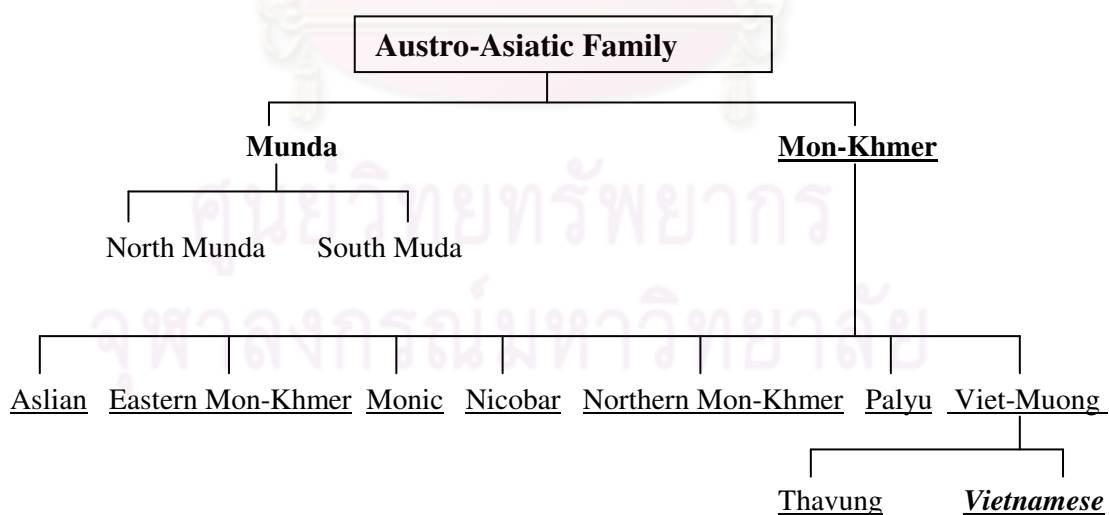 Austro-Asiatic Family
Munda Mon-Khmer
ศูนย์วิทยทรัพยากร
North Munda South Muda
จุฬาลงกรณ์มหาวิทยาลัย
Aslian Eastern Mon-Khmer Monic Nicobar Northern Mon-Khmer Palyu Viet-Muong
Thavung Vietnamese